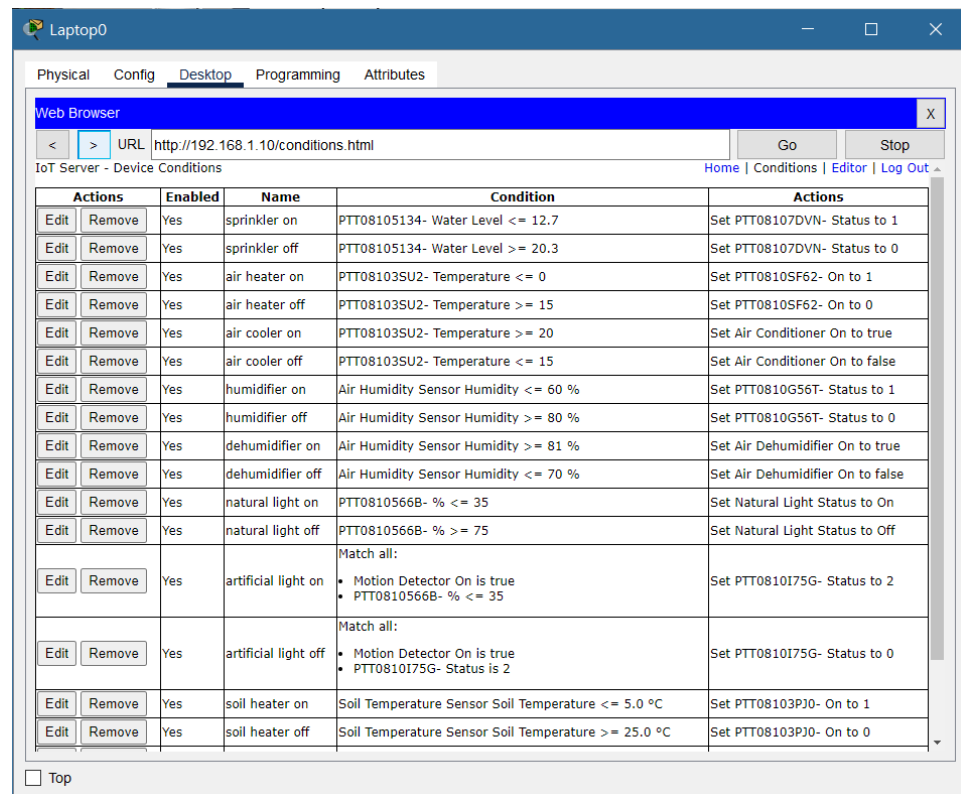 Laptop0
Physical Config Desktop Programming Attributes
Web Browser X
< > URL http://192.168.1.10/conditions.html Go Stop
IoT Server - Device Conditions Home | Conditions | Editor | Log Out
Actions Enabled Name Condition Actions
Edit Remove Yes sprinkler on PTT08105134- Water Level <= 12.7 Set PTT08107DVN- Status to 1
Edit Remove Yes sprinkler off PTT08105134- Water Level >= 20.3 Set PTT08107DVN- Status to 0
Edit Remove Yes air heater on PTT08103SU2- Temperature <= 0 Set PTT0810SF62- On to 1
Edit Remove Yes air heater off PTT08103SU2- Temperature >= 15 Set PTT0810SF62- On to 0
Edit Remove Yes air cooler on PTT08103SU2- Temperature >= 20 Set Air Conditioner On to true
Edit Remove Yes air cooler off PTT08103SU2- Temperature <= 15 Set Air Conditioner On to false
Edit Remove Yes humidifier on Air Humidity Sensor Humidity <= 60 % Set PTT0810G56T- Status to 1
Edit Remove Yes humidifier off Air Humidity Sensor Humidity >= 80 % Set PTT0810G56T- Status to 0
Edit Remove Yes dehumidifier on Air Humidity Sensor Humidity >= 81 % Set Air Dehumidifier On to true
Edit Remove Yes dehumidifier off Air Humidity Sensor Humidity <= 70 % Set Air Dehumidifier On to false
Edit Remove Yes natural light on PTT0810566B- % <= 35 Set Natural Light Status to On
Edit Remove Yes natural light off PTT0810566B- % >= 75 Set Natural Light Status to Off
Match all:
• Motion Detector On is true
Edit Remove Yes artificial light on Set PTT0810I75G- Status to 2
• PTT0810566B- % <= 35
Match all:
• Motion Detector On is true
Edit Remove Yes artificial light off Set PTT0810I75G- Status to 0
• PTT0810I75G- Status is 2
Edit Remove Yes soil heater on Soil Temperature Sensor Soil Temperature <= 5.0 °C Set PTT08103PJ0- On to 1
Edit Remove Yes soil heater off Soil Temperature Sensor Soil Temperature >= 25.0 °C Set PTT08103PJ0- On to 0
Top